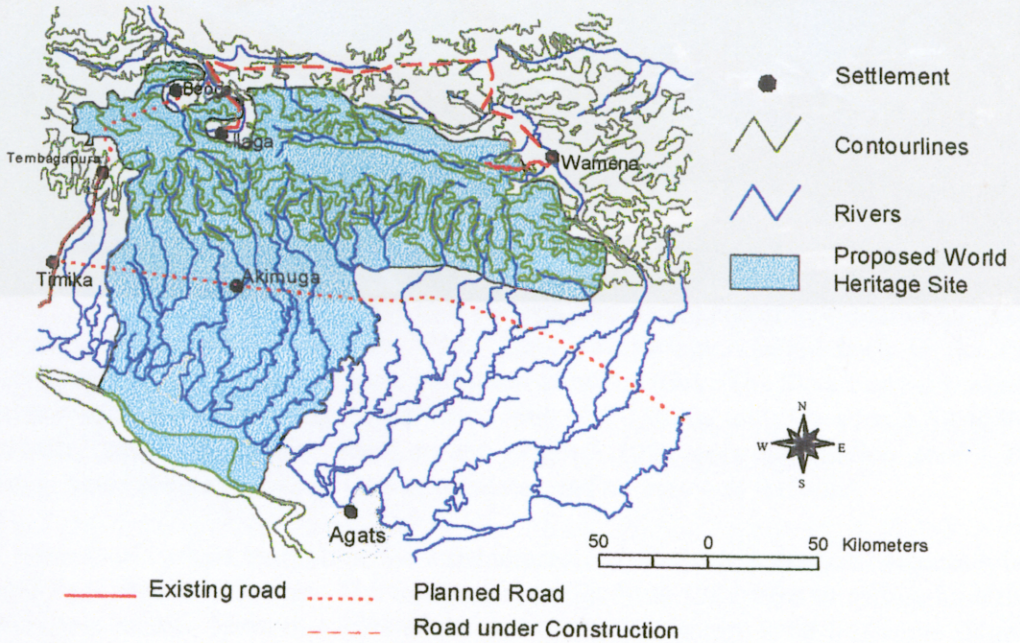 Settlement
Beoga
Ilaga
Contourlines
Tembagapura
Wamena
Rivers
Proposed World
Heritage Site
Timika
Akimuga
N
W E
S
Agats
50 0 50 Kilometers
Existing road
Planned Road
Road under Construction